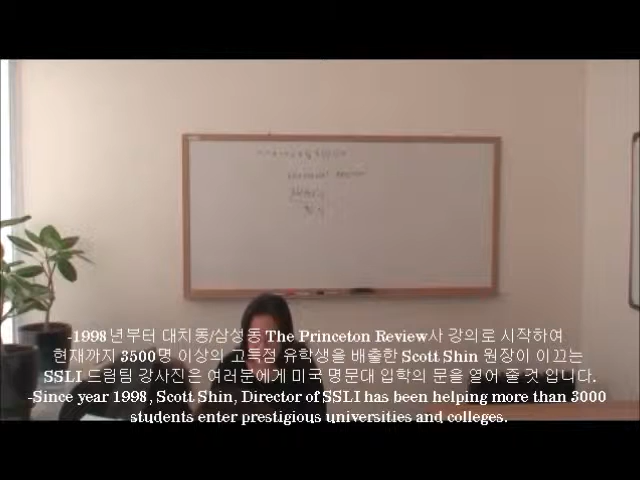 -1998년부터 대치동/삼성동 The Princeton Review사 강의로 시작하여
현재까지 3500명 이상의 고득점 유학생을 배출한 Scott Shin 원장이 이끄는
SSLI 드림팀 강사진은 여러분에게 미국 명문대 입학의 문을 열어 줄 것 입니다.
-Since year 1998, Scott Shin, Director of SSLI has been helping more than 3000
students enter prestigious universities and colleges.